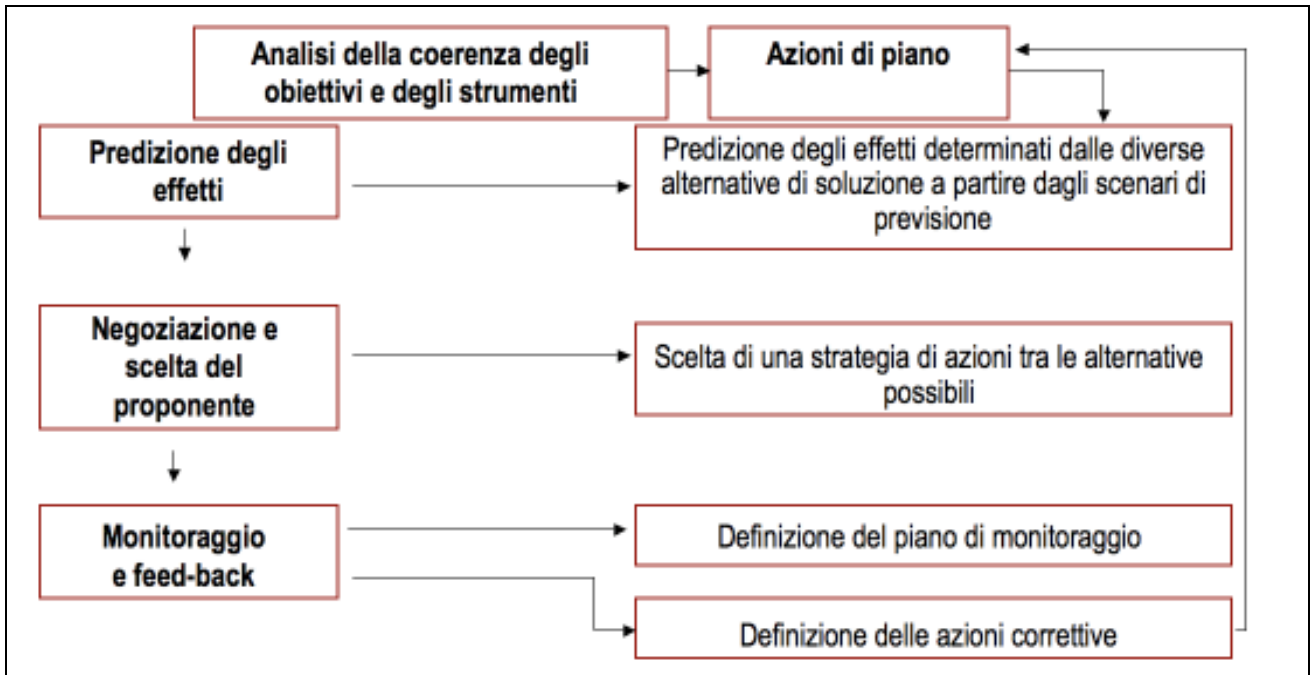 Analisi della coerenza degli
obiettivi e degli strumenti
Azioni di piano
Predizione degli
effetti
Predizione degli effetti determinati dalle diverse
alternative di soluzione a partire dagli scenari di
previsione
Negoziazione e
scelta del
proponente
Scelta di una strategia di azioni tra le alternative
possibili
Monitoraggio
e feed-back
Definizione del piano di monitoraggio
Definizione delle azioni correttive